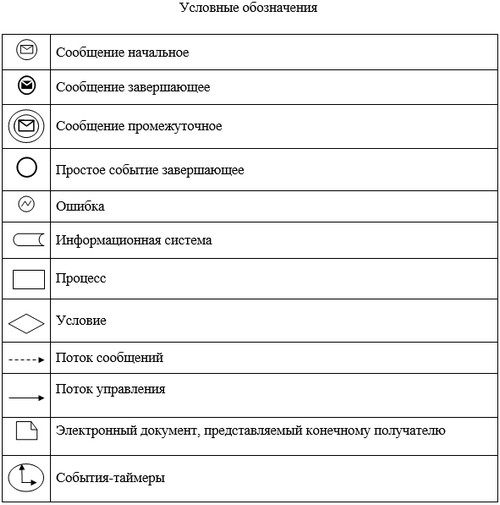 Условные обозначения
Сообщение начальное
Сообщение завершающее
Сообщение промежуточное
Простое событие завершающее
Ошибка
Информационная система
Процесс
Условие
Поток сообщений
Поток управления
Электронный документ, представляемый конечному получателю
События-таймеры